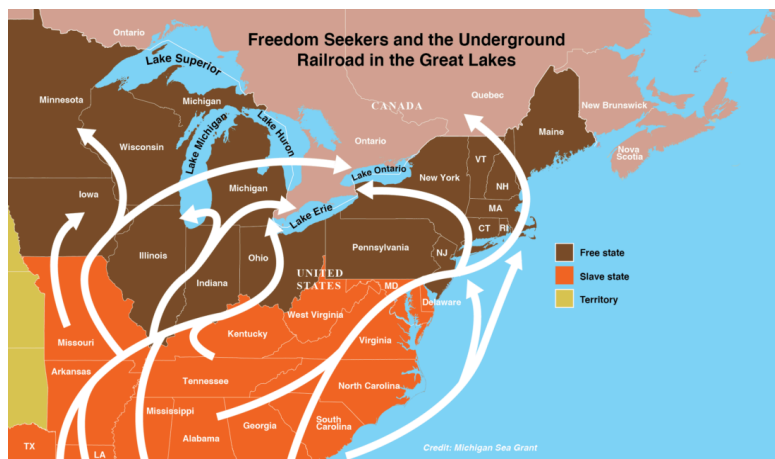 Freedom Seekers and the Underground
Railroad in the Great Lakes
Ontario
Lake Superior
Minnesota
Michigan
CANADA
Quebec
New Brunswick
Wisconsin
Lake Michigan
Lake Huron
Ontario
Maine
Nova
Scotia
Lake Ontario
VT
NH
Iowa
Michigan
New York
MA
Lake Erie
CT
RI
Illinois
Indiana
Ohio
Pennsylvania
NJ
UNITED
STATES
MD
Delaware
Free state
Slave state
Territory
West Virginia
Missouri
Kentucky
Virginia
Arkansas
Tennessee
North Carolina
Mississippi
Alabama
Georgia
South
Carolina
TX
LA
Credit: Michigan Sea Grant